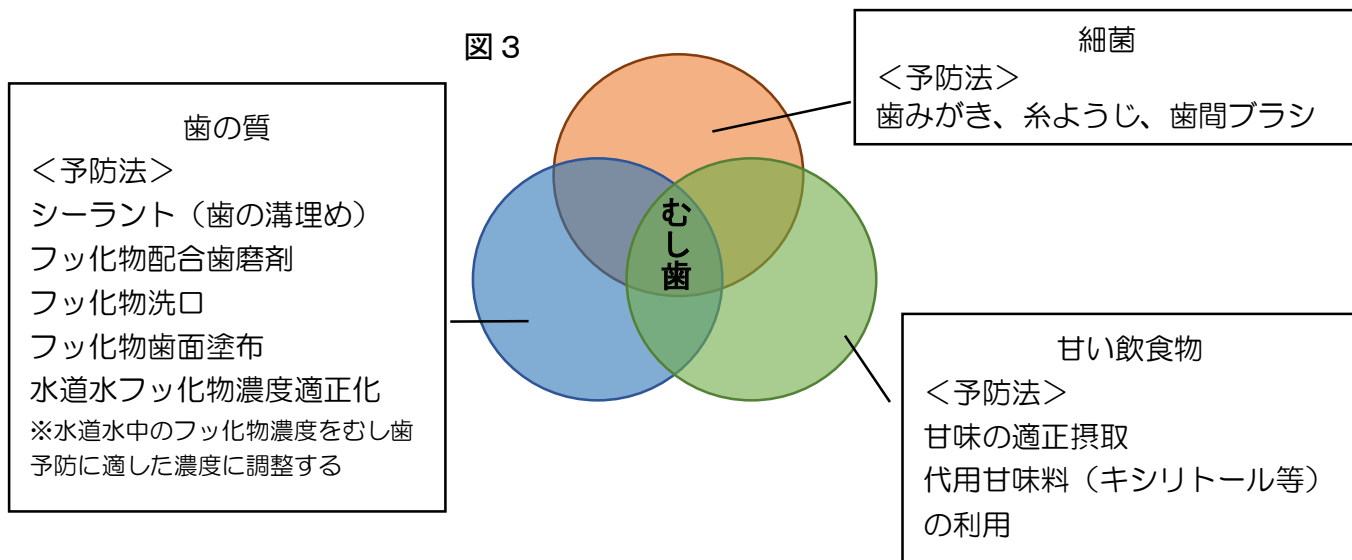 図3
細菌
＜予防法＞
歯みがき、糸ようじ、歯間ブラシ
歯の質
＜予防法＞
シーラント（歯の溝埋め）
フッ化物配合歯磨剤
フッ化物洗口
フッ化物歯面塗布
水道水フッ化物濃度適正化
※水道水中のフッ化物濃度をむし歯
予防に適した濃度に調整する
むし歯
甘い飲食物
＜予防法＞
甘味の適正摂取
代用甘味料（キシリトール等）
の利用